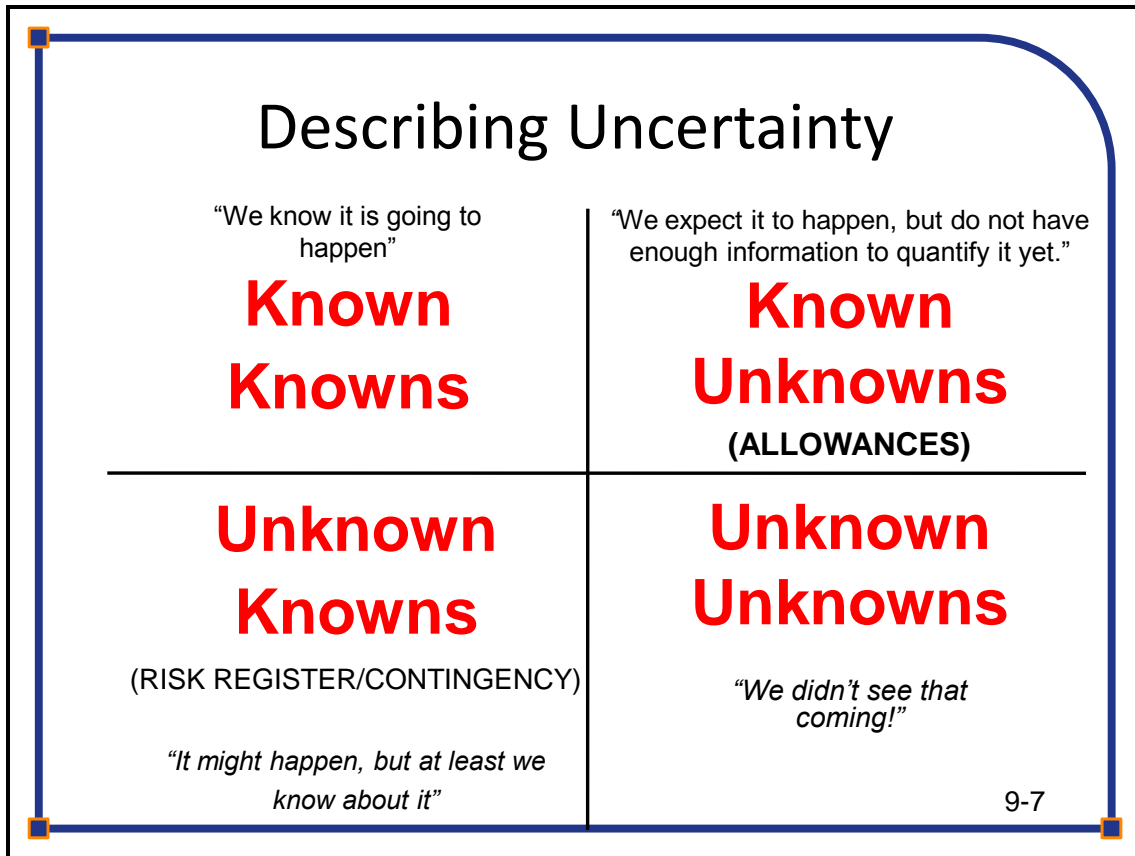 Describing Uncertainty
“We know it is going to
happen”
Known
Knowns
“We expect it to happen, but do not have
enough information to quantify it yet.”
Known
Unknowns
(ALLOWANCES)
Unknown
Knowns
(RISK REGISTER/CONTINGENCY)
“It might happen, but at least we
know about it”
Unknown
Unknowns
“We didn’t see that
coming!”
9-7